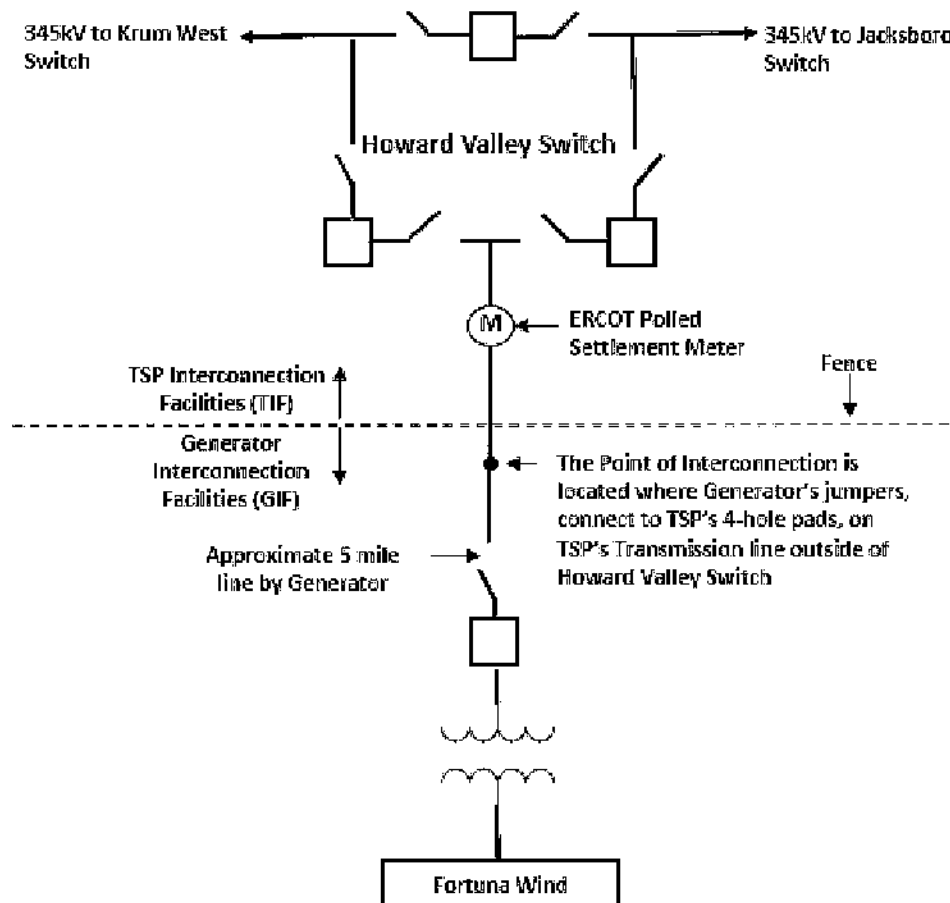 345kV to Krum West
Switch
345kV to Jacksboro
Switch
Howard Valley Switch
M
ERCOT Polled
Settlement Meter
TSP Interconnection
Facilities (TIF)
Fence
Generator
Interconnection
Facilities (GIF)
The Point of Interconnection is
located where Generator's jumpers,
connect to TSP's 4-hole pads, on
TSP's Transmission line outside of
Howard Valley Switch
Approximate 5 mile
line by Generator
Fortuna Wind